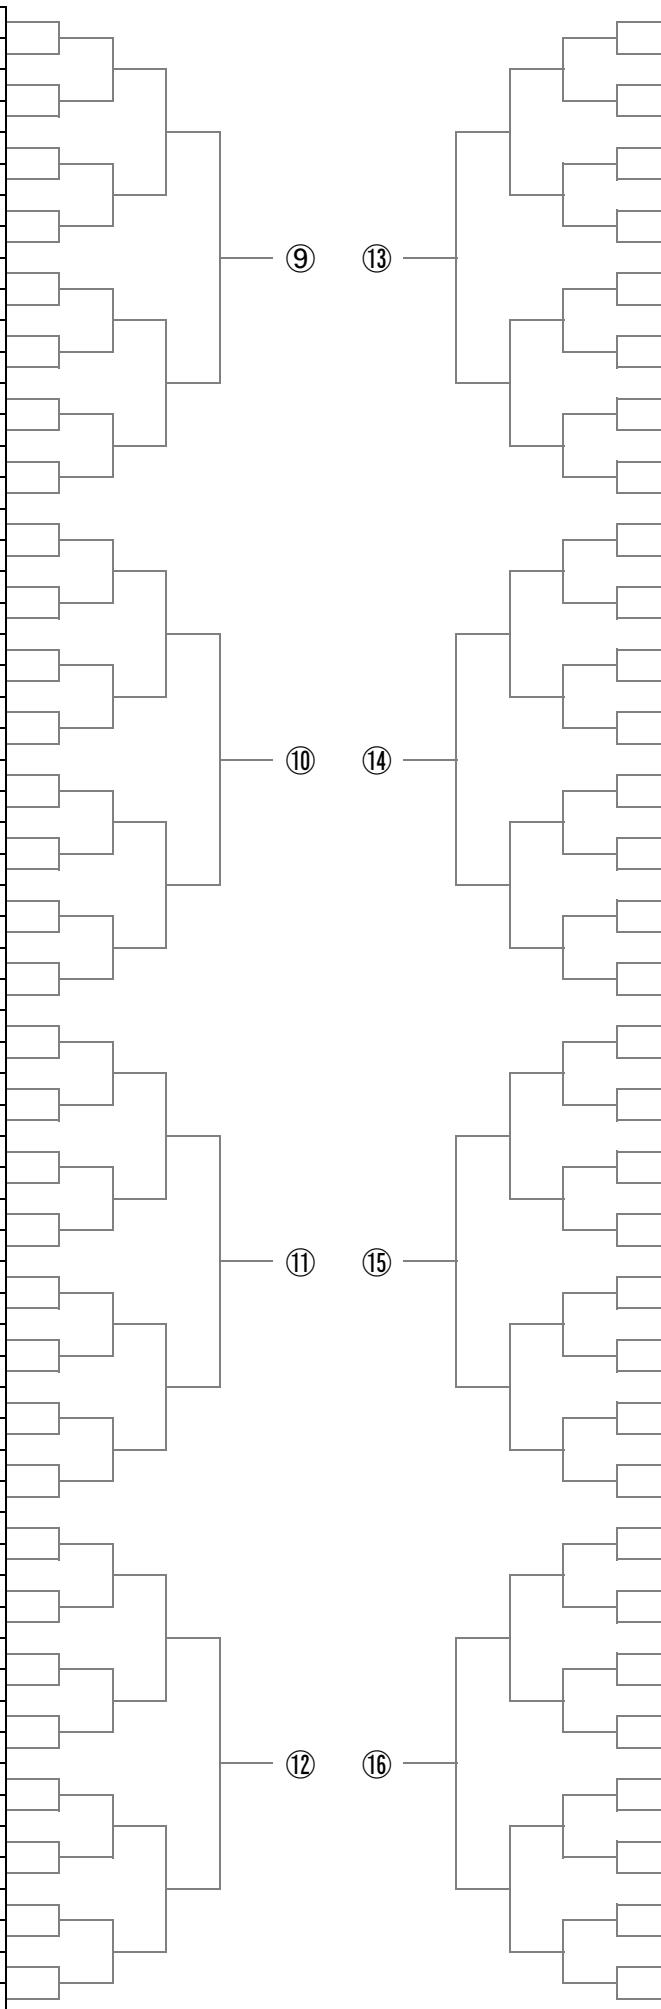 ⑨ ⑬
⑩ ⑭
⑪ ⑮
⑫ ⑯